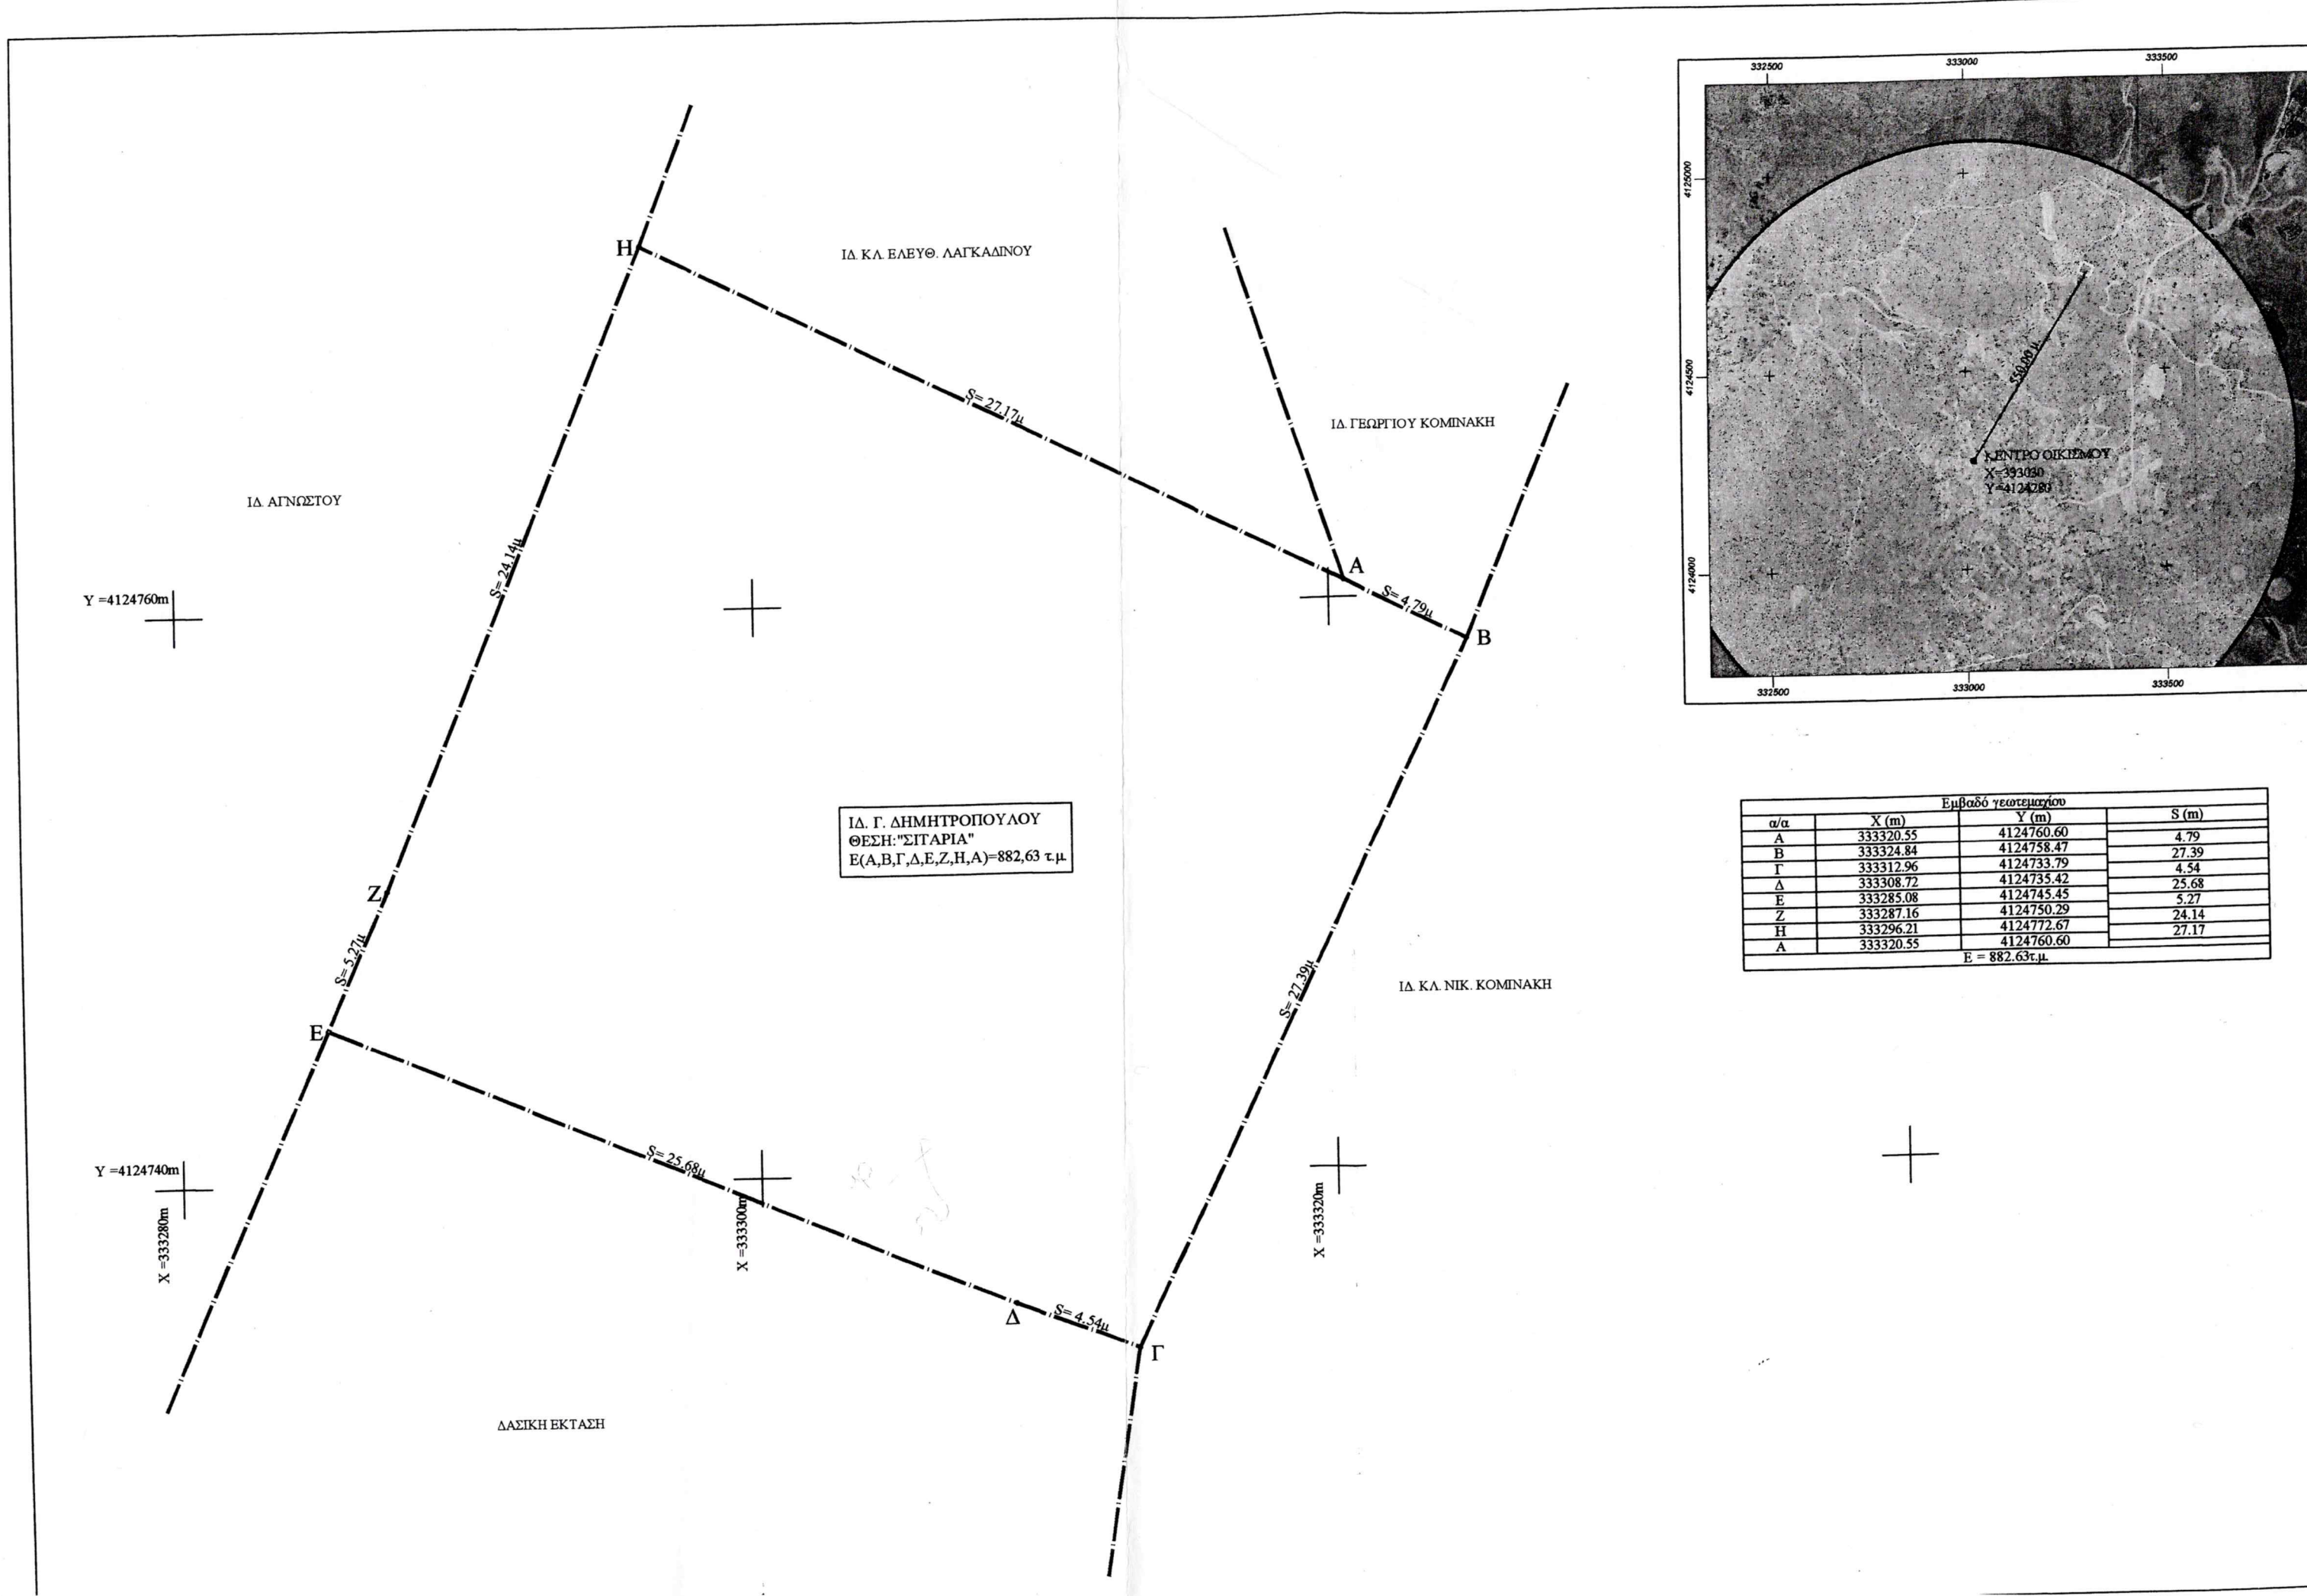 Η
ΙΔ. ΚΛ. ΕΛΕΥΘ. ΛΑΓΚΑΔΙΝΟΥ
S= 27.17μ
ΙΔ. ΓΕΩΡΓΙΟΥ ΚΟΜΙΝΑΚΗ
ΙΔ. ΑΓΝΩΣΤΟΥ
S= 24.14μ
Α
S= 4.79μ
Β
Y =4124760m
ΙΔ. Γ. ΔΗΜΗΤΡΟΠΟΥΛΟΥ
ΘΕΣΗ:"ΣΙΤΑΡΙΑ"
Ε(Α,Β,Γ,Δ,Ε,Ζ,Η,Α)=882,63 τ.μ.
Ζ
S= 5.27μ
Ε
S= 27.39μ
ΙΔ. ΚΛ. ΝΙΚ. ΚΟΜΙΝΑΚΗ
S= 25.68μ
Y =4124740m
X =333280m
X =333300m
X =333320m
Δ
S= 4.54μ
Γ
ΔΑΣΙΚΗ ΕΚΤΑΣΗ
332500 333000 333500
4125000
4124500
4124000
550.00 μ.
ΚΕΝΤΡΟ ΟΙΚΙΣΜΟΥ
X=333030
Y=4124280
332500 333000 333500
Εμβαδό γεωτεμαχίου
α/α X (m) Y (m) S (m)
Α 333320.55 4124760.60 4.79
Β 333324.84 4124758.47 27.39
Γ 333312.96 4124733.79 4.54
Δ 333308.72 4124735.42 25.68
Ε 333285.08 4124745.45 5.27
Ζ 333287.16 4124750.29 24.14
Η 333296.21 4124772.67 27.17
Α 333320.55 4124760.60
Ε = 882.63τ.μ.